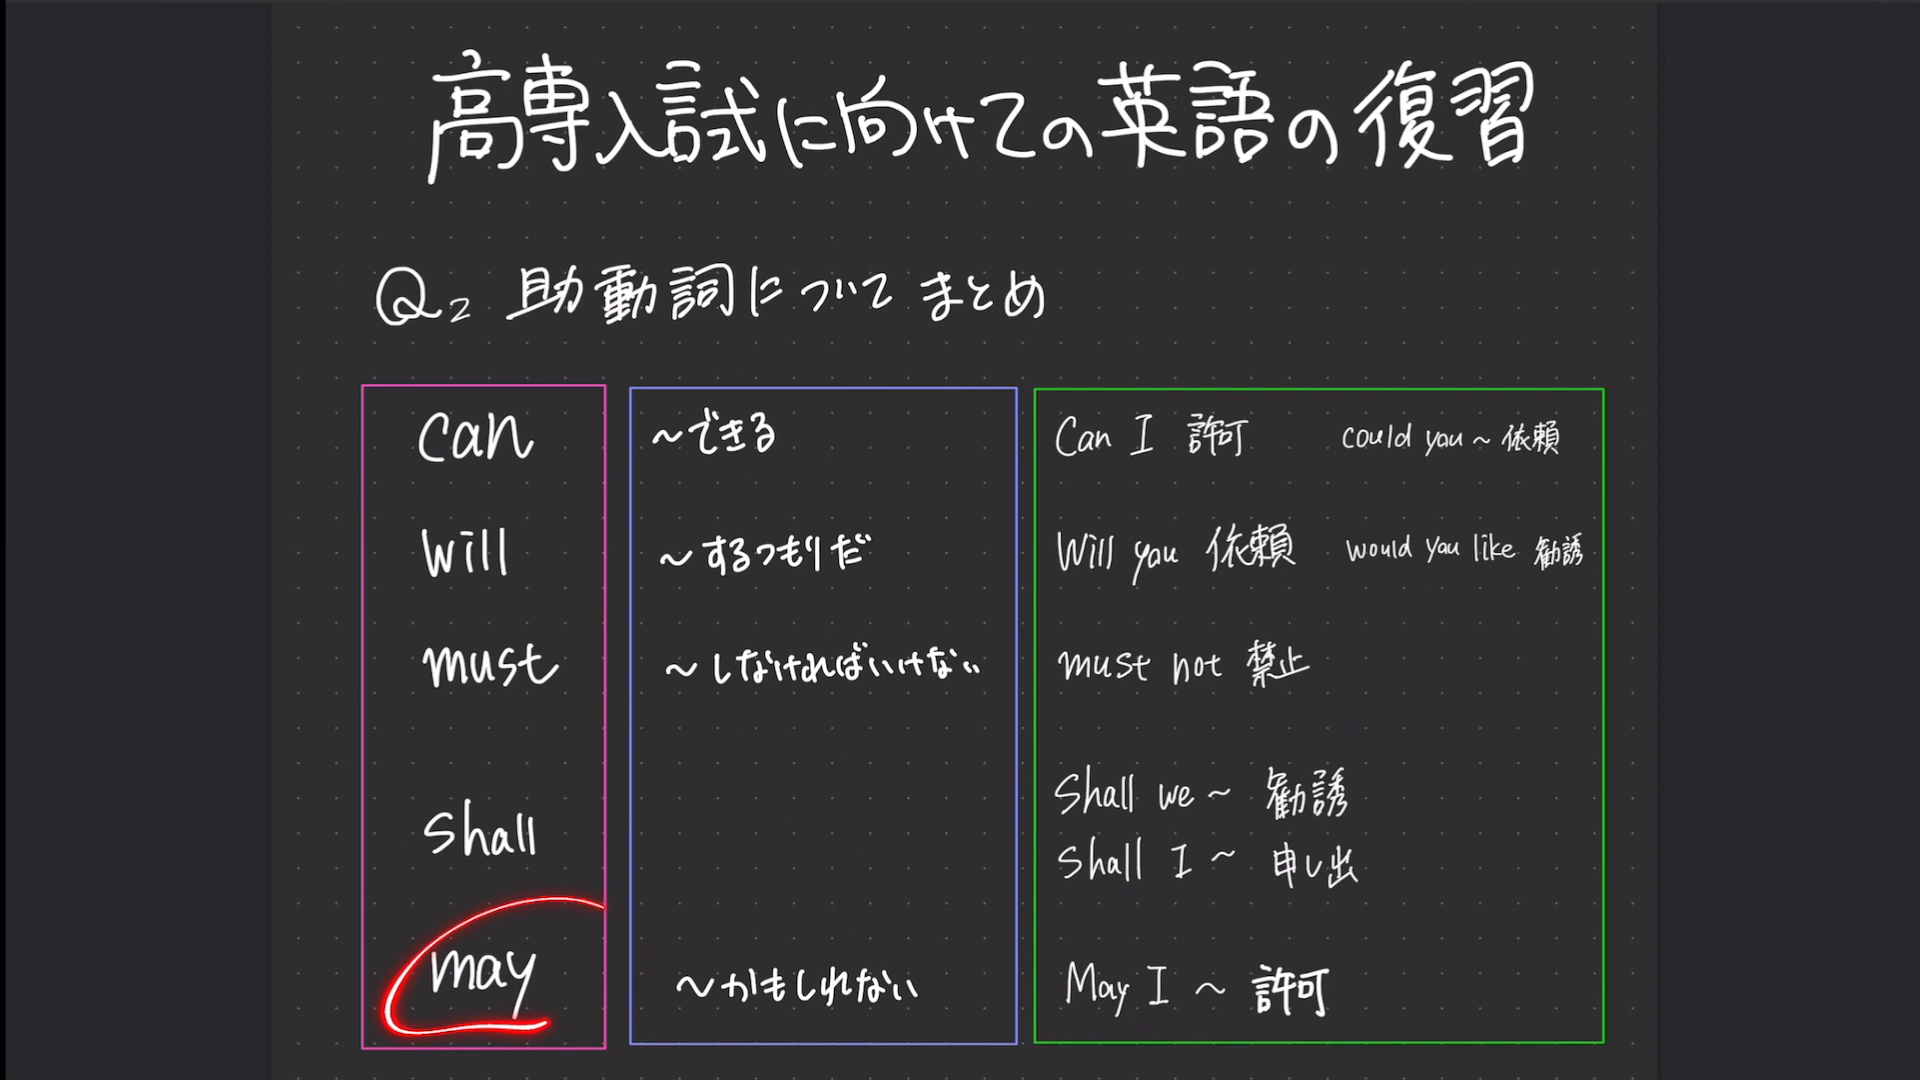 高専入試に向けての英語の復習
Q2 助動詞についてまとめ
can ～できる Can I 許可 could you～依頼
will ～するつもりだ Will you 依頼 would you like 勧誘
must ～しなければいけない must not 禁止
shall Shall we～ 勧誘
Shall I～ 申し出
may ～かもしれない May I～ 許可